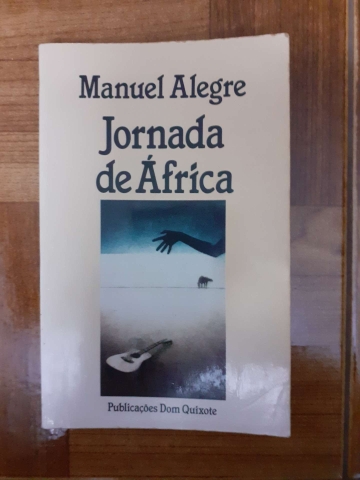 Manuel Alegre
Jornada
de África
Publicações Dom Quixote